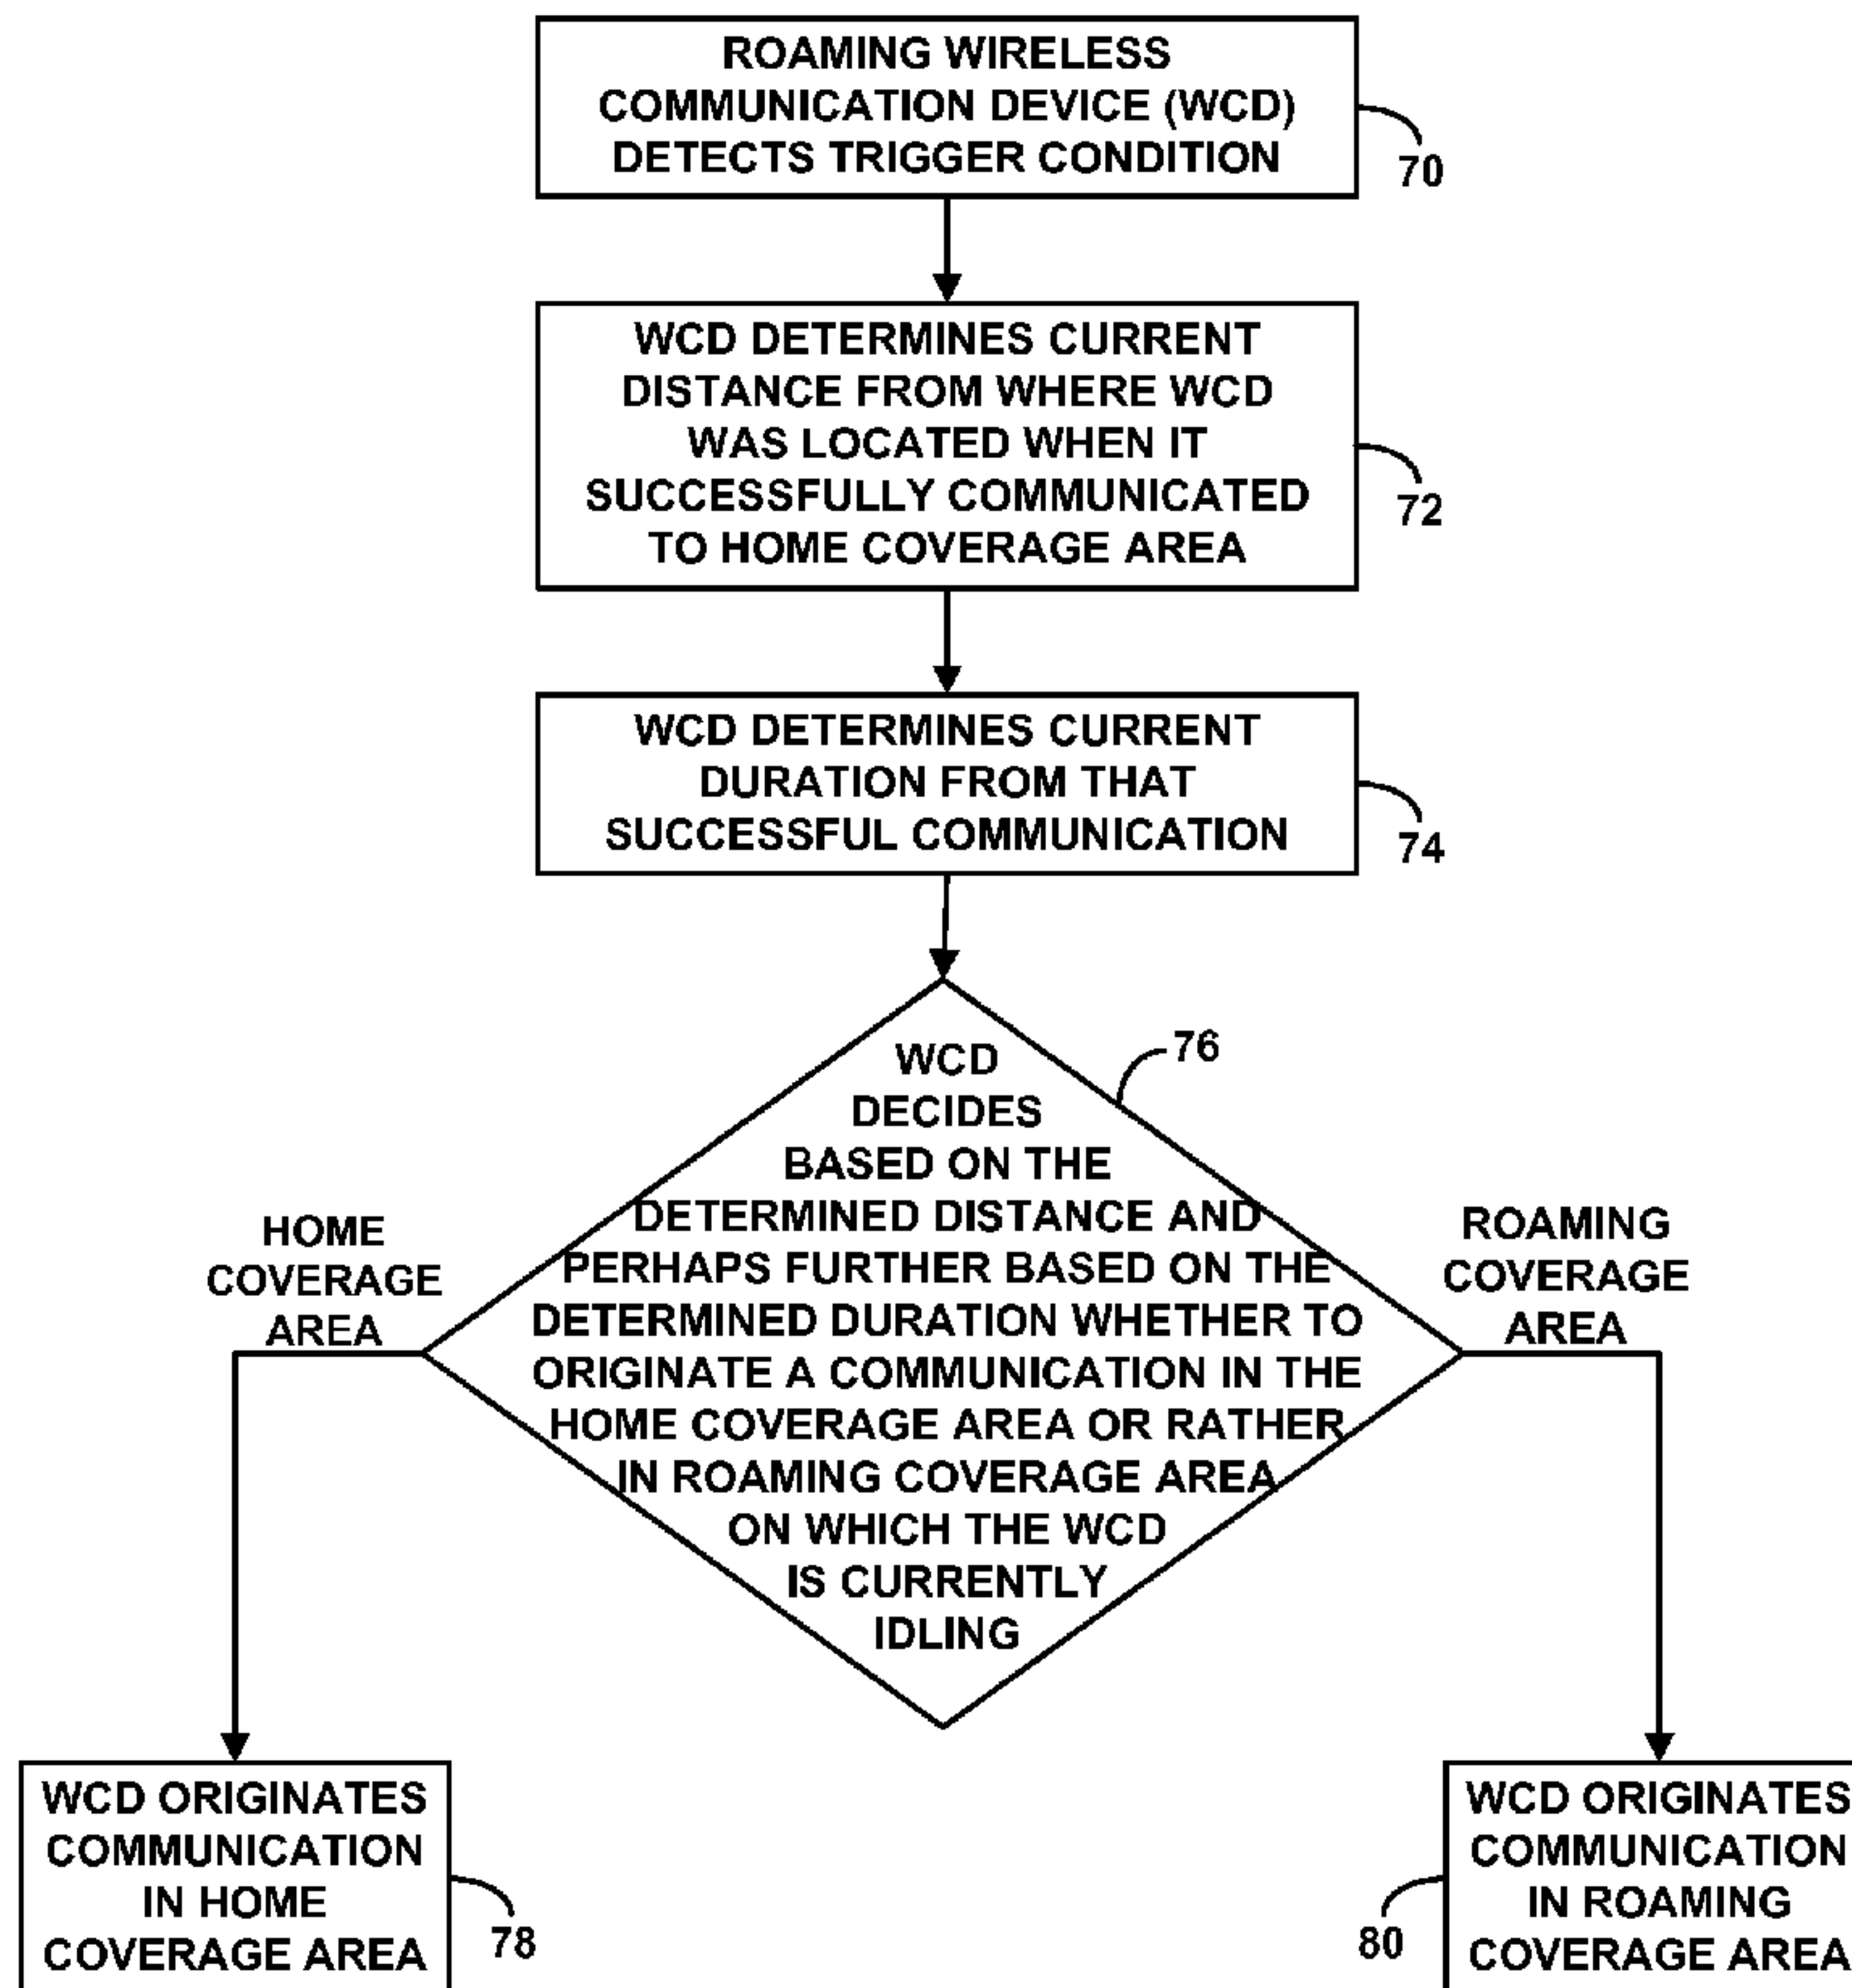 ROAMING WIRELESS
COMMUNICATION DEVICE (WCD)
DETECTS TRIGGER CONDITION
70
WCD DETERMINES CURRENT
DISTANCE FROM WHERE WCD
WAS LOCATED WHEN IT
SUCCESSFULLY COMMUNICATED
TO HOME COVERAGE AREA
72
WCD DETERMINES CURRENT
DURATION FROM THAT
SUCCESSFUL COMMUNICATION
74
76
WCD
DECIDES
BASED ON THE
DETERMINED DISTANCE AND
PERHAPS FURTHER BASED ON THE
DETERMINED DURATION WHETHER TO
ORIGINATE A COMMUNICATION IN THE
HOME COVERAGE AREA OR RATHER
IN ROAMING COVERAGE AREA
ON WHICH THE WCD
IS CURRENTLY
IDLING
HOME
COVERAGE
AREA
ROAMING
COVERAGE
AREA
WCD ORIGINATES
COMMUNICATION
IN HOME
COVERAGE AREA
78
80
WCD ORIGINATES
COMMUNICATION
IN ROAMING
COVERAGE AREA